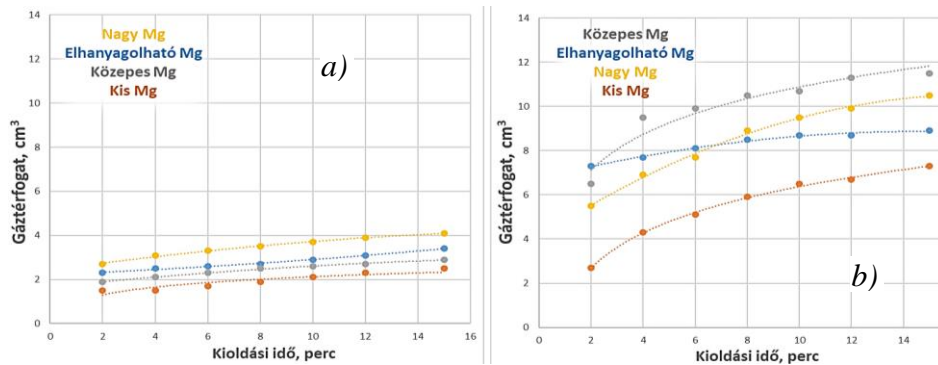 14
12
10
8
6
4
2
0
Nagy Mg
Elhanyagolható Mg
Közepes Mg
Kis Mg
a)
Gáztérfogat, cm³
0 2 4 6 8 10 12 14 16
Kioldási idő, perc
14
12
10
8
6
4
2
0
Közepes Mg
Elhanyagolható Mg
Nagy Mg
Kis Mg
b)
Gáztérfogat, cm³
0 2 4 6 8 10 12 14
Kioldási idő, perc